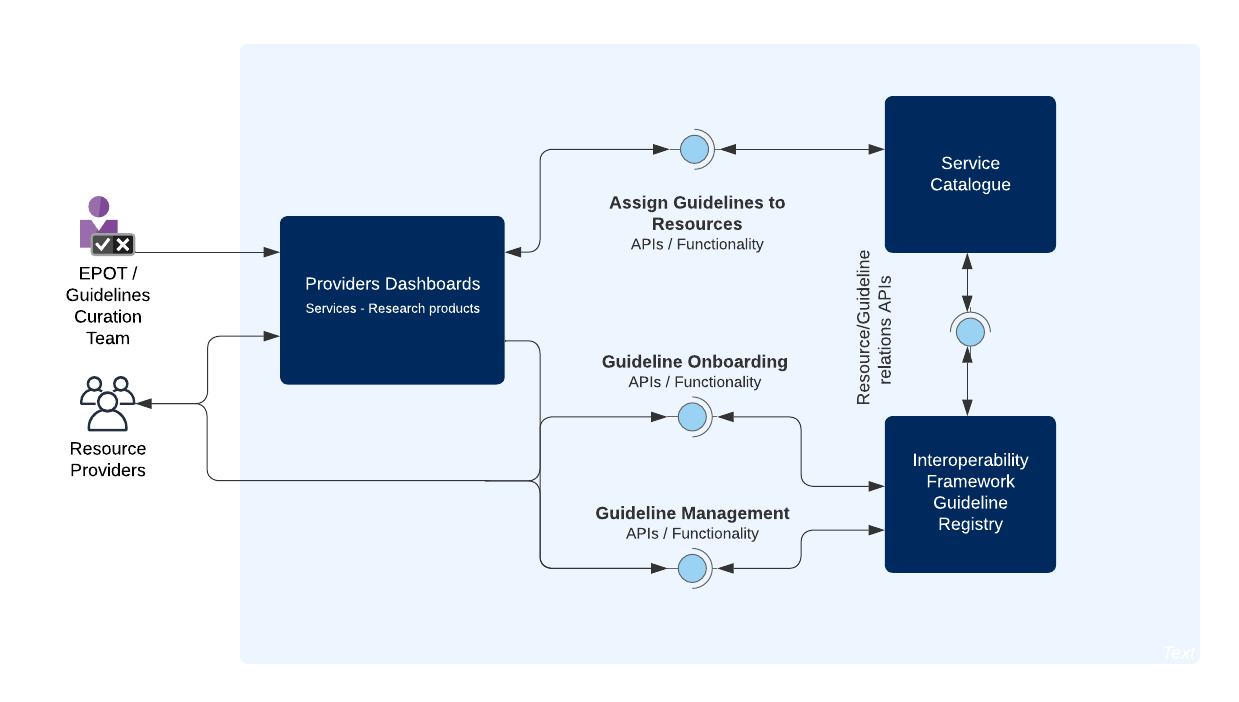 EPOT /
Guidelines
Curation
Team
Resource
Providers
Providers Dashboards
Services - Research products
Assign Guidelines to
Resources
APIs / Functionality
Guideline Onboarding
APIs / Functionality
Guideline Management
APIs / Functionality
Service
Catalogue
Resource/Guideline
relations APIs
Interoperability
Framework
Guideline
Registry
Text